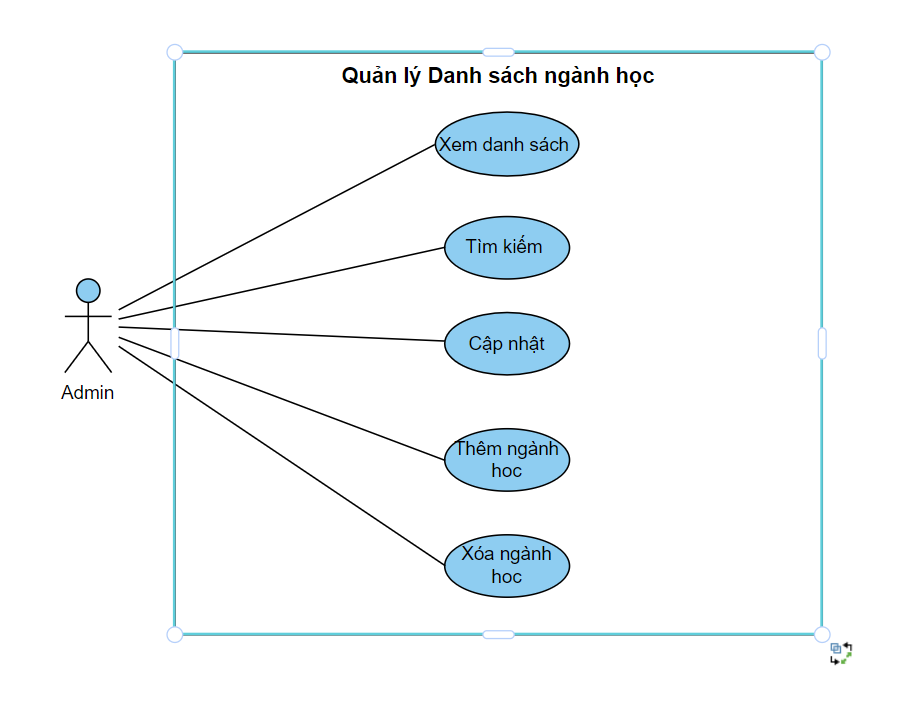 Quản lý Danh sách ngành học
Xem danh sách
Tìm kiếm
Cập nhật
Admin
Thêm ngành
hoc
Xóa ngành
hoc